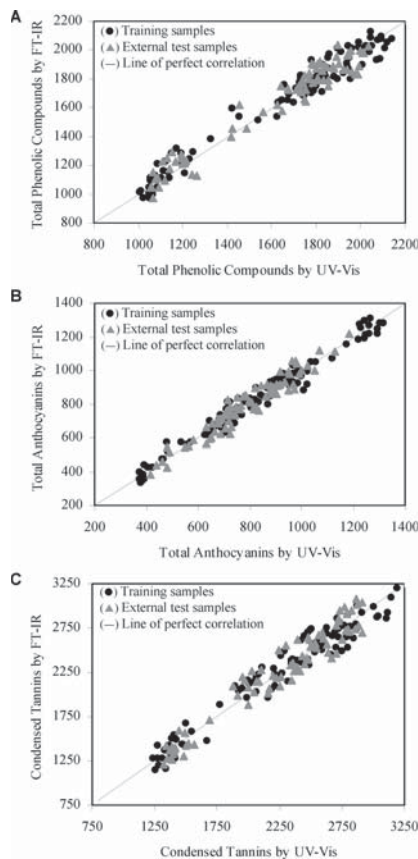 A
2200
2000
1800
1600
1400
1200
1000
800
(●) Training samples
(▲) External test samples
(—) Line of perfect correlation
Total Phenolic Compounds by FT-IR
800 1000 1200 1400 1600 1800 2000 2200
Total Phenolic Compounds by UV-Vis
B
1400
1200
1000
800
600
400
200
(●) Training samples
(▲) External test samples
(—) Line of perfect correlation
Total Anthocyanins by FT-IR
200 400 600 800 1000 1200 1400
Total Anthocyanins by UV-Vis
C
3250
2750
2250
1750
1250
750
(●) Training samples
(▲) External test samples
(—) Line of perfect correlation
Condensed Tannins by FT-IR
750 1250 1750 2250 2750 3250
Condensed Tannins by UV-Vis